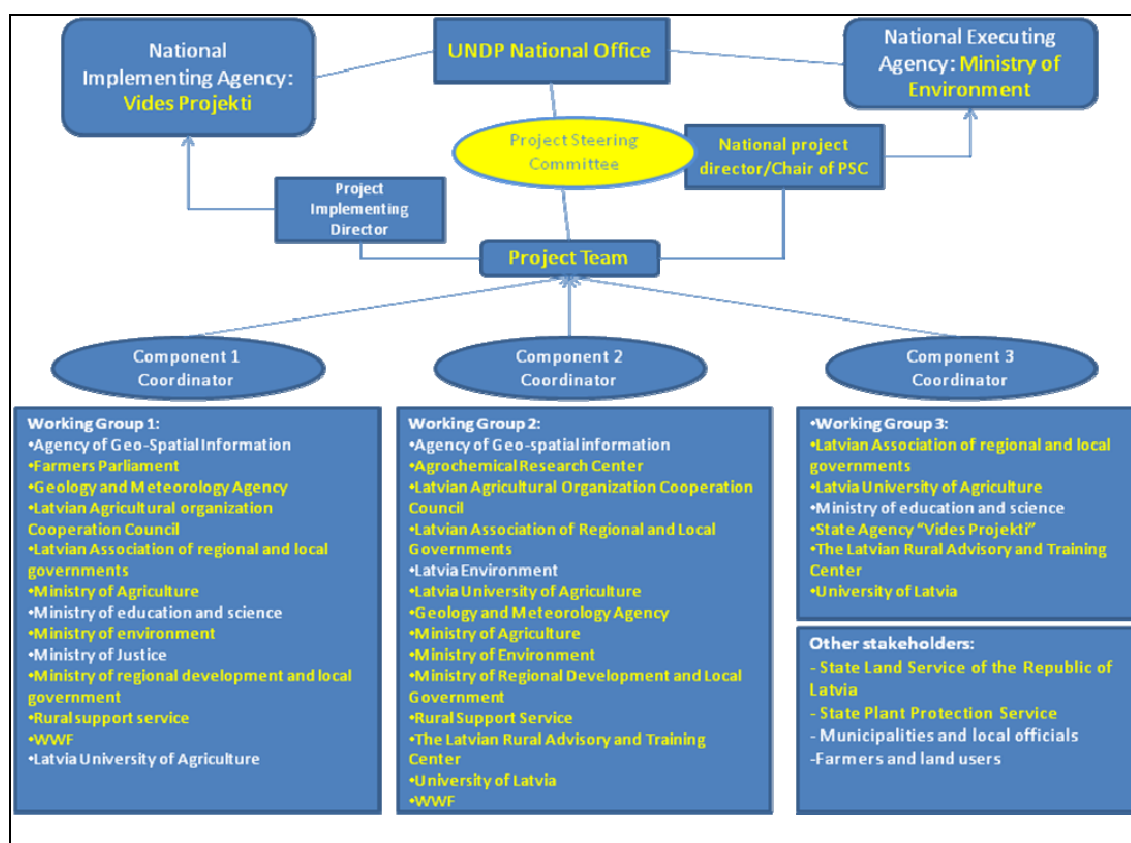 National
Implementing Agency:
Vides Projekti
UNDP National Office
National Executing
Agency: Ministry of
Environment
Project Steering
Committee
National project
director/Chair of PSC
Project
Implementing
Director
Project Team
Component 1
Coordinator
Component 2
Coordinator
Component 3
Coordinator
Working Group 1:
•Agency of Geo-Spatial Information
•Farmers Parliament
•Geology and Meteorology Agency
•Latvian Agricultural organization
Cooperation Council
•Latvian Association of regional and local
governments
•Ministry of Agriculture
•Ministry of education and science
•Ministry of environment
•Ministry of Justice
•Ministry of regional development and local
government
•Rural support service
•WWF
•Latvia University of Agriculture
Working Group 2:
•Agency of Geo-spatial information
•Agrochemical Research Center
•Latvian Agricultural Organization Cooperation
Council
•Latvian Association of Regional and Local
Governments
•Latvia Environment
•Latvia University of Agriculture
•Geology and Meteorology Agency
•Ministry of Agriculture
•Ministry of Environment
•Ministry of Regional Development and Local
Government
•Rural Support Service
•The Latvian Rural Advisory and Training
Center
•University of Latvia
•WWF
•Working Group 3:
•Latvian Association of regional and local
governments
•Latvia University of Agriculture
•Ministry of education and science
•State Agency “Vides Projekti”
•The Latvian Rural Advisory and Training
Center
•University of Latvia
Other stakeholders:
- State Land Service of the Republic of
Latvia
- State Plant Protection Service
- Municipalities and local officials
-Farmers and land users